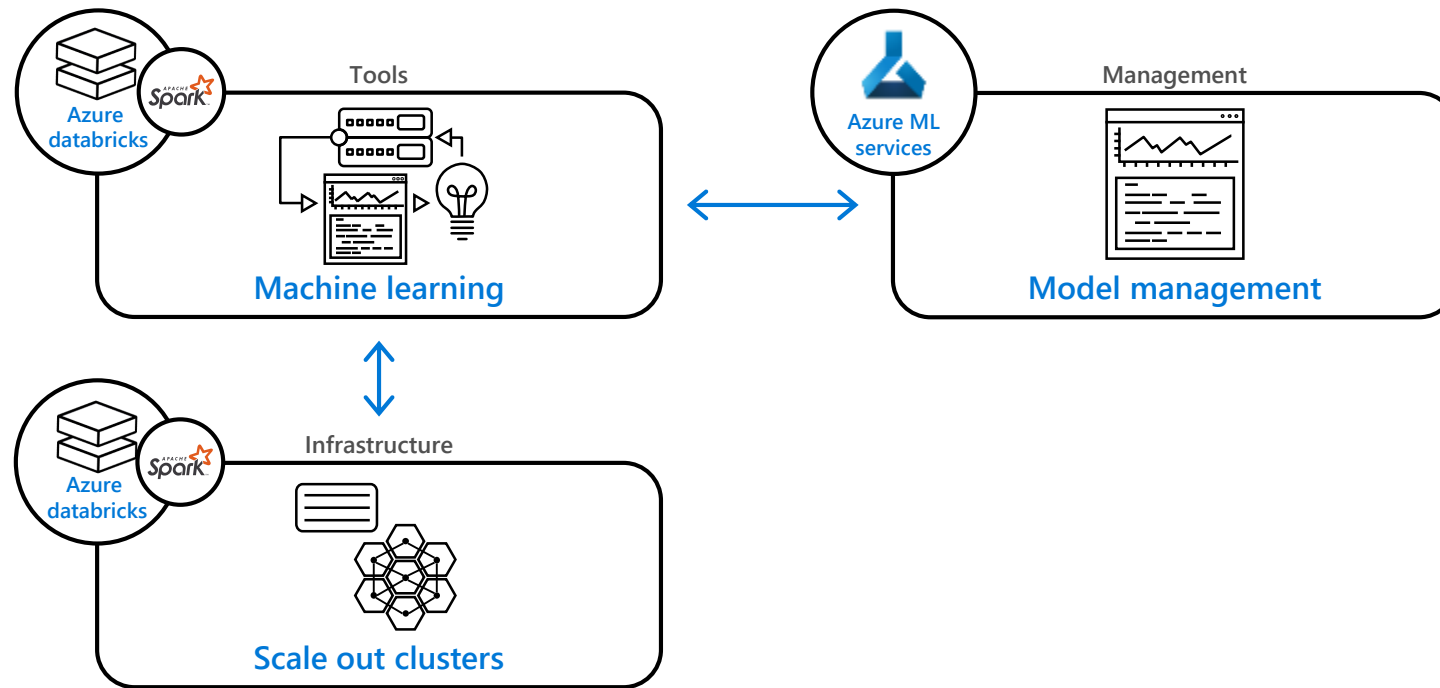 Tools
Azure
databricks
APACHE
Spark
Machine learning
Management
Azure ML
services
Model management
Infrastructure
Azure
databricks
APACHE
Spark
Scale out clusters